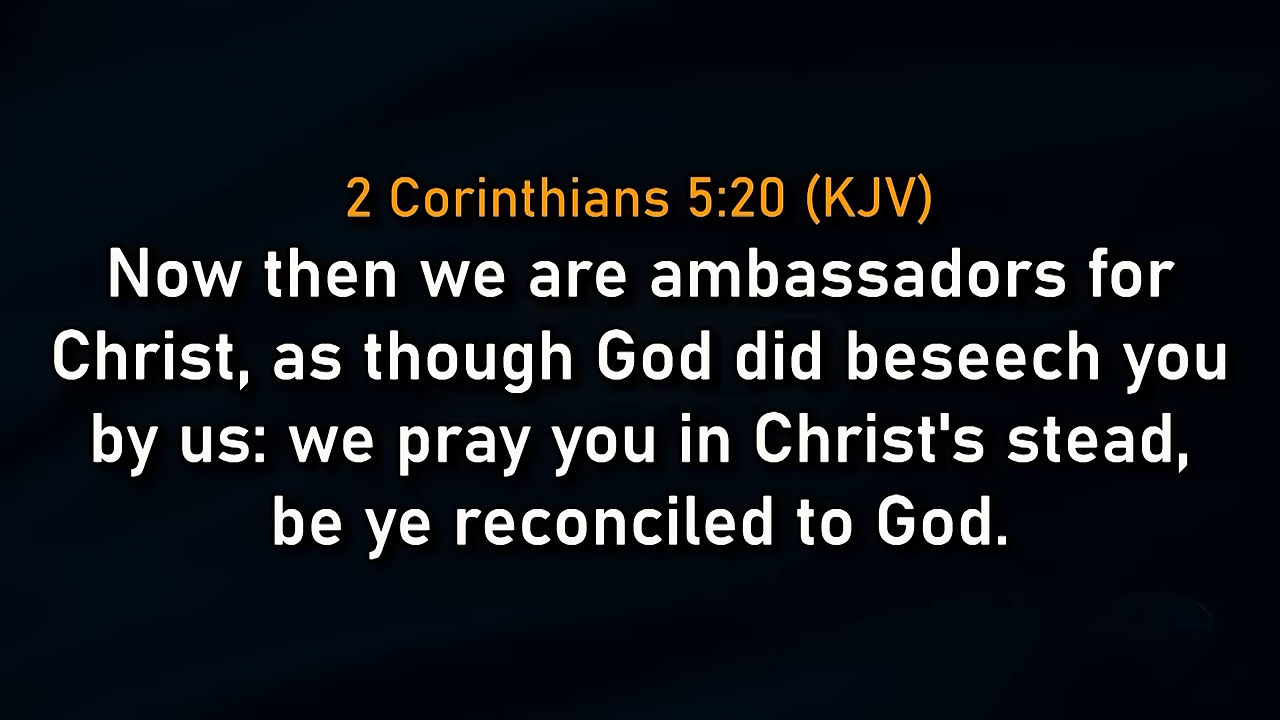 2 Corinthians 5:20 (KJV)
Now then we are ambassadors for
Christ, as though God did beseech you
by us: we pray you in Christ's stead,
be ye reconciled to God.